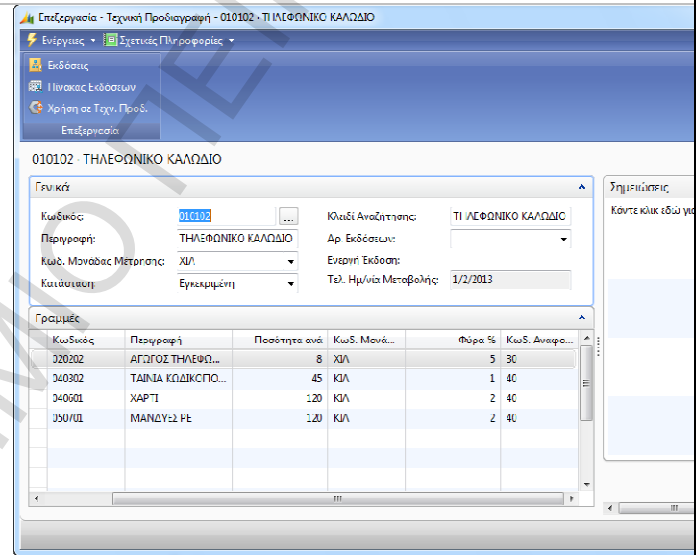 Επεξεργασία - Τεχνική Προδιαγραφή - 010102 · ΤΗΛΕΦΩΝΙΚΟ ΚΑΛΩΔΙΟ
Ενέργειες Σχετικές Πληροφορίες
Εκδόσεις
Πίνακας Εκδόσεων
Χρήση σε Τεχν. Προδ.
Επεξεργασία
010102 · ΤΗΛΕΦΩΝΙΚΟ ΚΑΛΩΔΙΟ
Γενικά
Σημειώσεις
Κωδικός: 010102 ... Κλειδί Αναζήτησης: ΤΗΛΕΦΩΝΙΚΟ ΚΑΛΩΔΙΟ
Κάντε κλικ εδώ για
Περιγραφή: ΤΗΛΕΦΩΝΙΚΟ ΚΑΛΩΔΙΟ Αρ. Εκδόσεων:
Κωδ. Μονάδας Μέτρησης: ΧΙΛ Ενεργή Έκδοση:
Κατάσταση: Εγκεκριμένη Τελ. Ημ/νία Μεταβολής: 1/2/2013
Γραμμές
Κωδικός Περιγραφή Ποσότητα ανά Κωδ. Μονά... Φύρα % Κωδ. Αναφο...
020202 ΑΓΩΓΟΣ ΤΗΛΕΦΩ... 8 ΧΙΛ 5 30
040302 ΤΑΙΝΙΑ ΚΩΔΙΚΟΠΟ... 45 ΚΙΛ 1 40
040601 ΧΑΡΤΙ 120 ΚΙΛ 2 40
050701 ΜΑΝΔΥΕΣ PE 120 ΚΙΛ 2 40